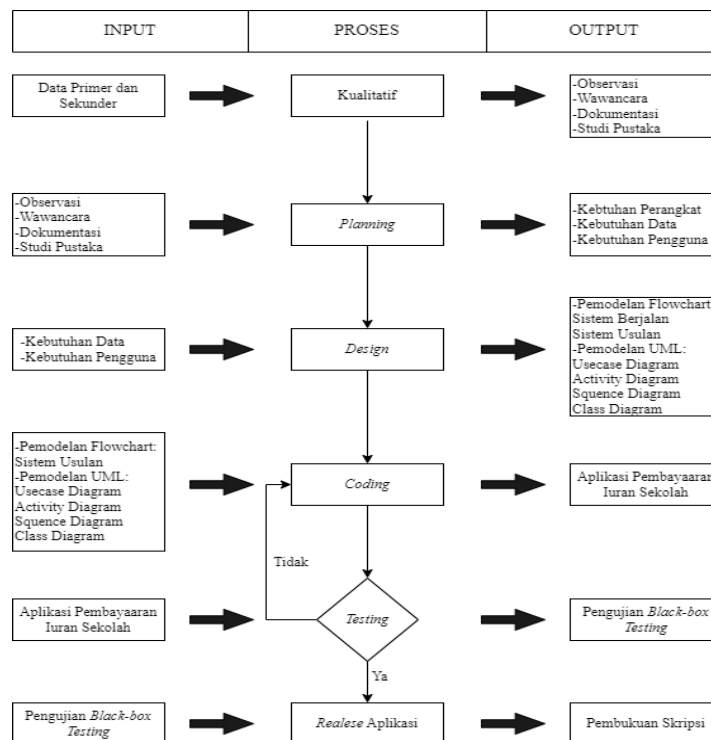 INPUT
PROSES
OUTPUT
Data Primer dan
Sekunder
Kualitatif
-Observasi
-Wawancara
-Dokumentasi
-Studi Pustaka
-Observasi
-Wawancara
-Dokumentasi
-Studi Pustaka
Planning
-Kebtuhan Perangkat
-Kebutuhan Data
-Kebutuhan Pengguna
-Kebutuhan Data
-Kebutuhan Pengguna
Design
-Pemodelan Flowchart
Sistem Berjalan
Sistem Usulan
-Pemodelan UML:
Usecase Diagram
Activity Diagram
Squence Diagram
Class Diagram
-Pemodelan Flowchart:
Sistem Usulan
-Pemodelan UML:
Usecase Diagram
Activity Diagram
Squence Diagram
Class Diagram
Coding
Aplikasi Pembayaaran
Iuran Sekolah
Tidak
Aplikasi Pembayaaran
Iuran Sekolah
Testing
Pengujian Black-box
Testing
Ya
Pengujian Black-box
Testing
Realese Aplikasi
Pembukuan Skripsi